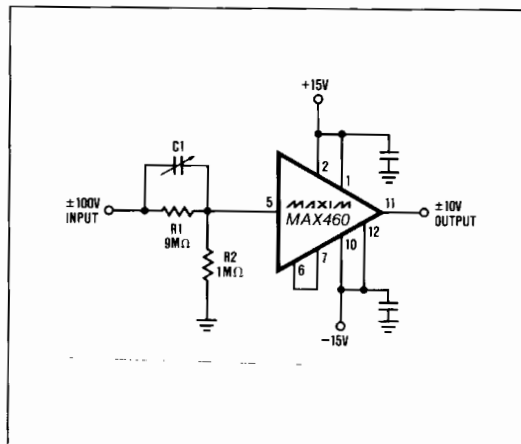 +15V
C1
2
1
±100V
INPUT
R1
9MΩ
5
MAXIM
MAX460
11
±10V
OUTPUT
R2
1MΩ
6
7
10
12
−15V